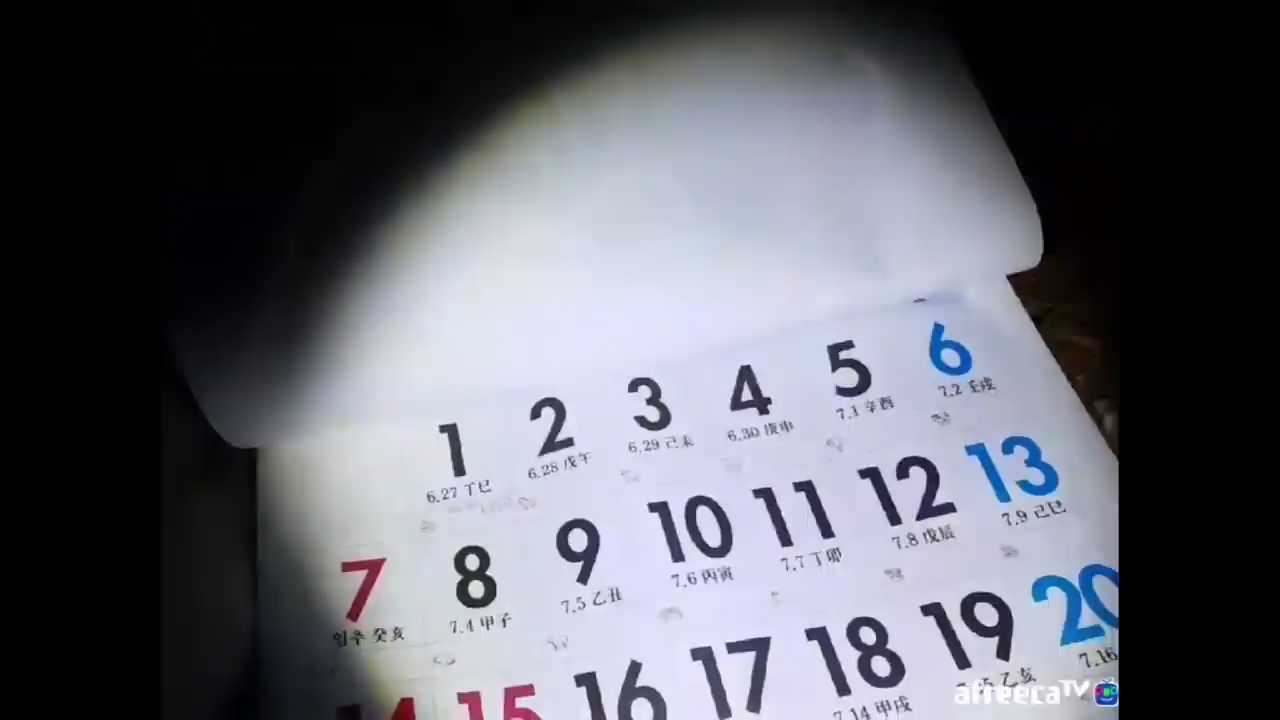 1 2 3 4 5 6
6.27 丁巳 6.28 戊午 6.29 己未 6.30 庚申 7.1 辛酉 7.2 壬戌
7 8 9 10 11 12 13
입추 癸亥 7.4 甲子 7.5 乙丑 7.6 丙寅 7.7 丁卯 7.8 戊辰 7.9 己巳
14 15 16 17 18 19 20
7.14 甲戌 乙亥 7.16
afreecaTV